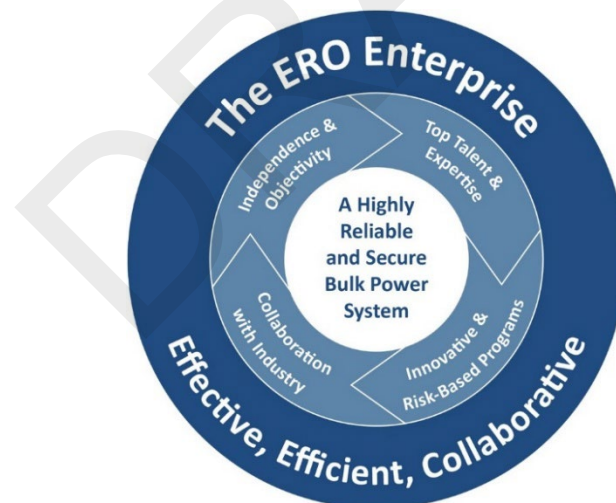 The ERO Enterprise
Independence &
Objectivity
Top Talent &
Expertise
A Highly
Reliable
and Secure
Bulk Power
System
Collaboration
with Industry
Innovative &
Risk-Based Programs
Effective, Efficient, Collaborative